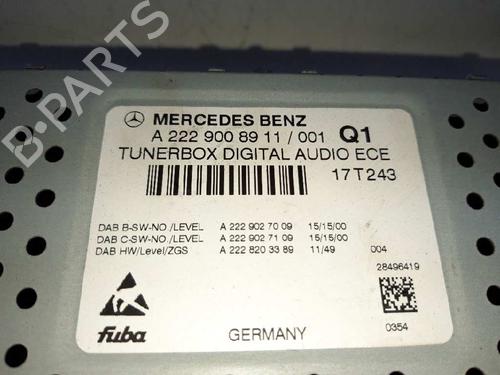 MERCEDES BENZ
A 222 900 89 11 / 001 Q1
TUNERBOX DIGITAL AUDIO ECE
17T243
DAB B-SW-NO./LEVEL A 222 902 70 09 15/15/00
DAB C-SW-NO./LEVEL A 222 902 71 09 15/15/00
DAB HW/Level/ZGS A 222 820 33 89 11/49 004
28496419
fuba GERMANY 0354
B-PARTS